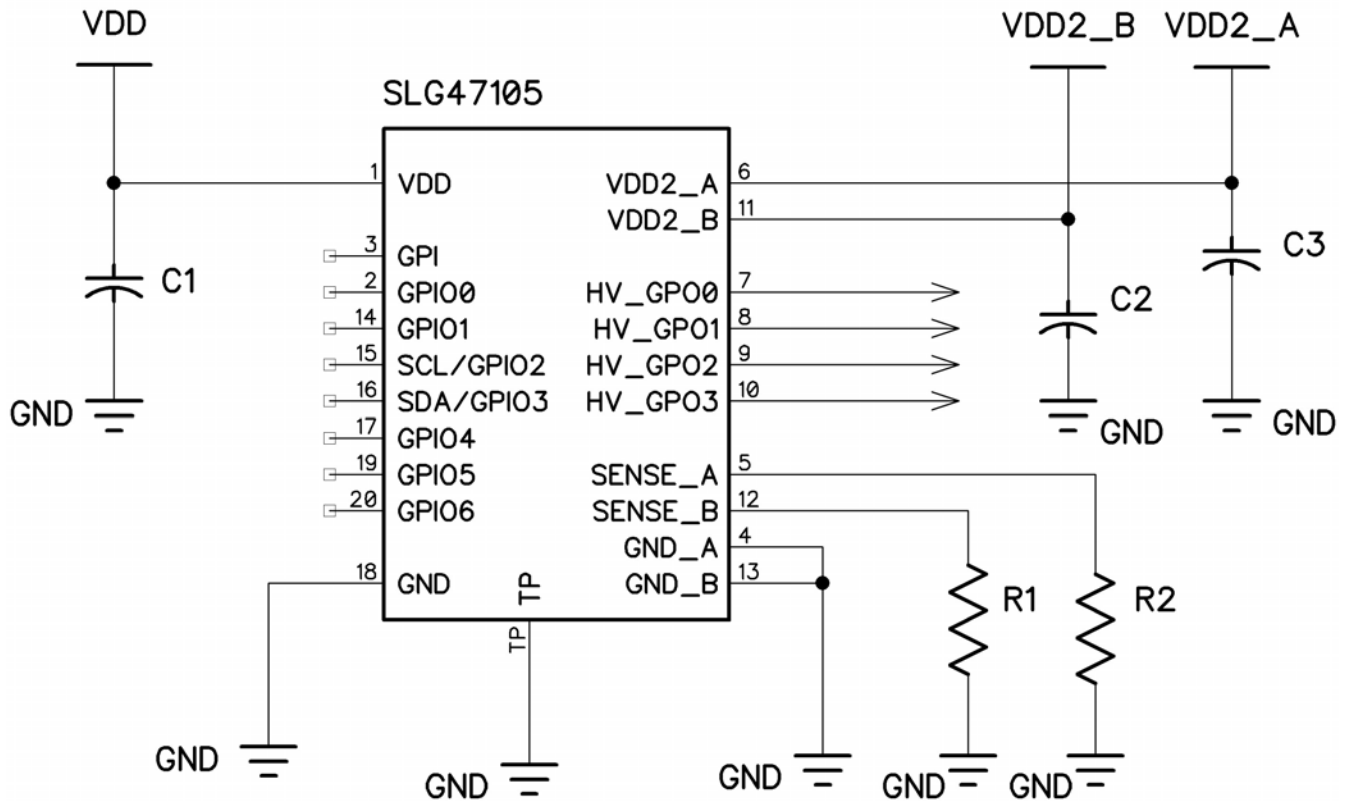 VDD
VDD2_B VDD2_A
SLG47105
1 VDD VDD2_A 6
VDD2_B 11
3 GPI
C1
C3
2 GPIO0 HV_GPO0 7
C2
14 GPIO1 HV_GPO1 8
15 SCL/GPIO2 HV_GPO2 9
16 SDA/GPIO3 HV_GPO3 10
GND
GND GND
17 GPIO4
19 GPIO5 SENSE_A 5
20 GPIO6 SENSE_B 12
GND_A 4
18 GND TP GND_B 13
R1 R2
TP
GND GND GND GND GND